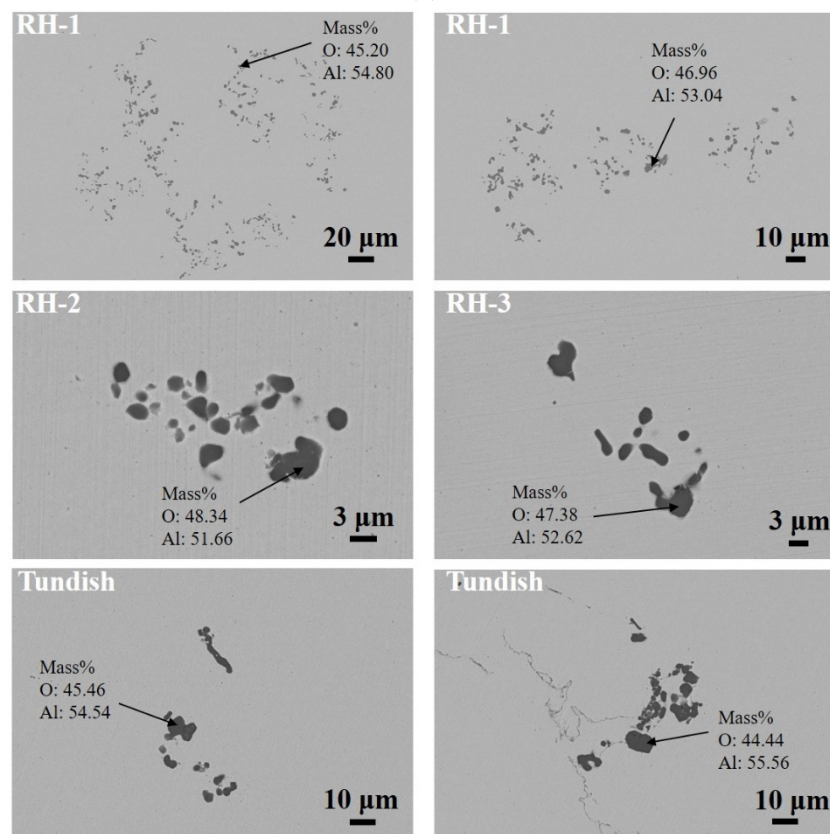 RH-1
Mass%
O: 45.20
Al: 54.80
20 μm
RH-1
Mass%
O: 46.96
Al: 53.04
10 μm
RH-2
Mass%
O: 48.34
Al: 51.66
3 μm
RH-3
Mass%
O: 47.38
Al: 52.62
3 μm
Tundish
Mass%
O: 45.46
Al: 54.54
10 μm
Tundish
Mass%
O: 44.44
Al: 55.56
10 μm